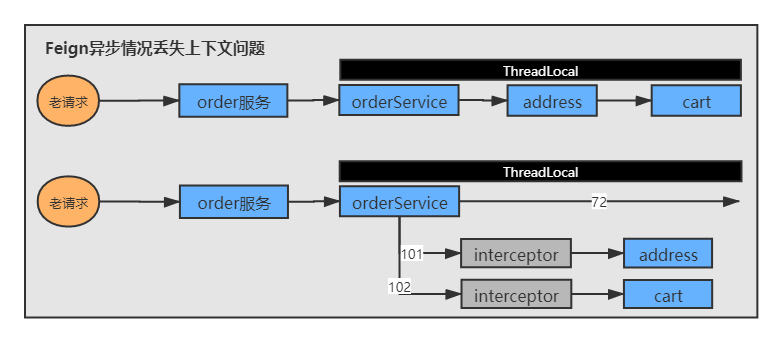 Feign异步情况丢失上下文问题
ThreadLocal
老请求
order服务
orderService
address
cart
ThreadLocal
老请求
order服务
orderService
72
101
interceptor
address
102
interceptor
cart